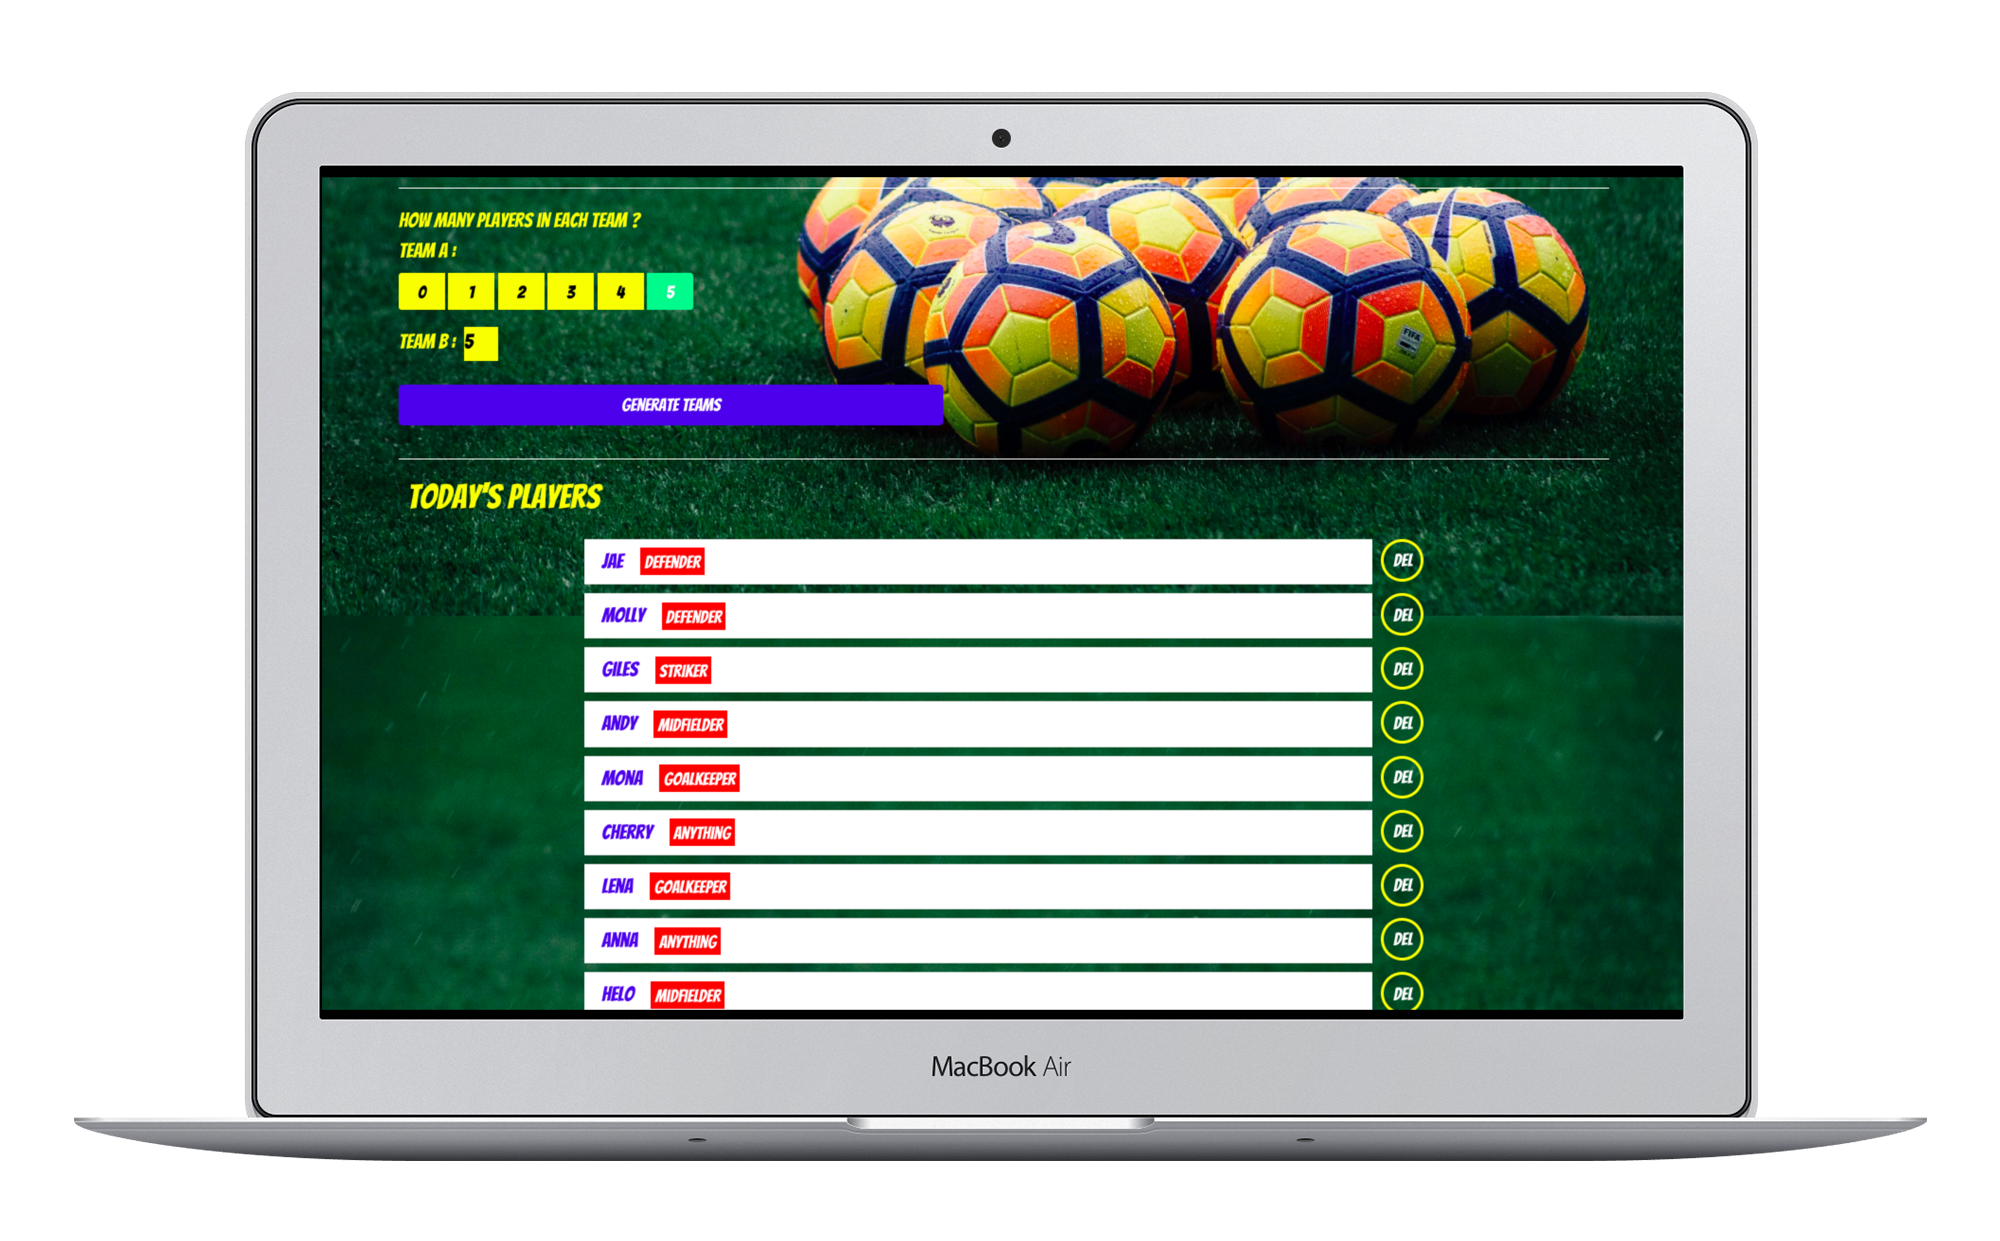 HOW MANY PLAYERS IN EACH TEAM ?
TEAM A :
0 1 2 3 4 5
TEAM B : 5
GENERATE TEAMS
TODAY'S PLAYERS
JAE DEFENDER DEL
MOLLY DEFENDER DEL
GILES STRIKER DEL
ANDY MIDFIELDER DEL
MONA GOALKEEPER DEL
CHERRY ANYTHING DEL
LENA GOALKEEPER DEL
ANNA ANYTHING DEL
HELO MIDFIELDER DEL
FIFA
MacBook Air